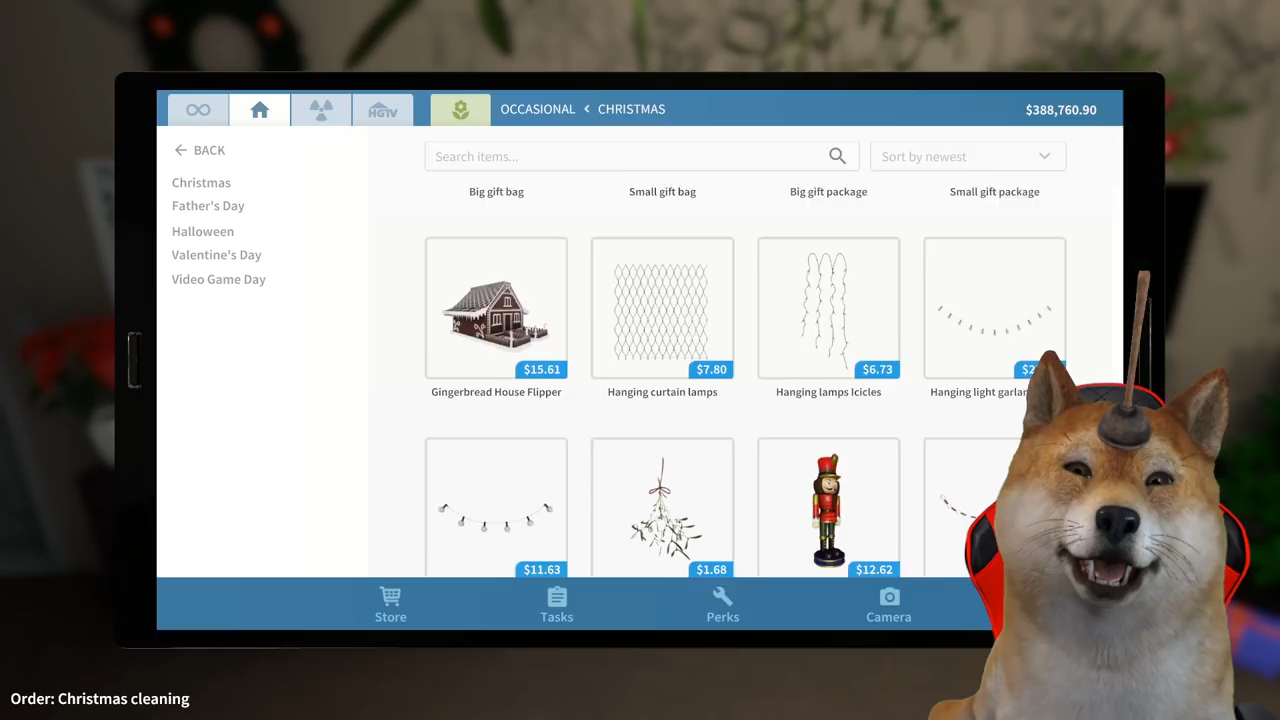 HGTV
OCCASIONAL < CHRISTMAS
$388,760.90
BACK
Christmas
Father's Day
Halloween
Valentine's Day
Video Game Day
Search items...
Sort by newest
Big gift bag
Small gift bag
Big gift package
Small gift package
$15.61
$7.80
$6.73
Gingerbread House Flipper
Hanging curtain lamps
Hanging lamps Icicles
Hanging light
$11.63
$1.68
$12.62
Store
Tasks
Perks
Camera
Order: Christmas cleaning